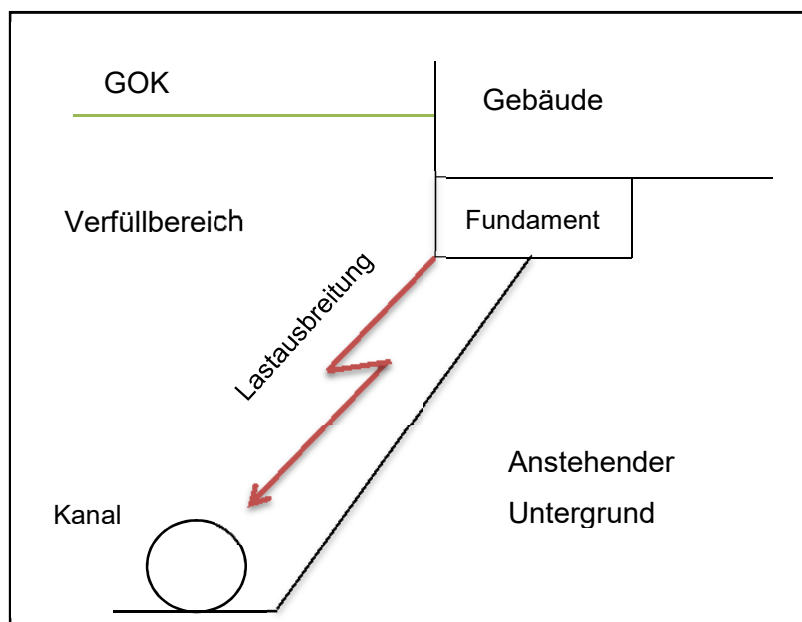 GOK
Gebäude
Verfüllbereich
Fundament
Lastausbreitung
Anstehender
Untergrund
Kanal